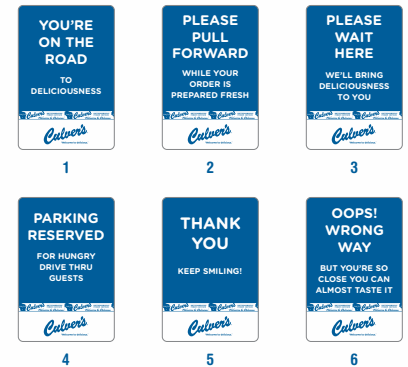 YOU'RE
ON THE
ROAD
TO
DELICIOUSNESS
Culver's
1
PLEASE
PULL
FORWARD
WHILE YOUR
ORDER IS
PREPARED FRESH
Culver's
2
PLEASE
WAIT
HERE
WE'LL BRING
DELICIOUSNESS
TO YOU
Culver's
3
PARKING
RESERVED
FOR HUNGRY
DRIVE THRU
GUESTS
Culver's
4
THANK
YOU
KEEP SMILING!
Culver's
5
OOPS!
WRONG
WAY
BUT YOU'RE SO
CLOSE YOU CAN
ALMOST TASTE IT
Culver's
6